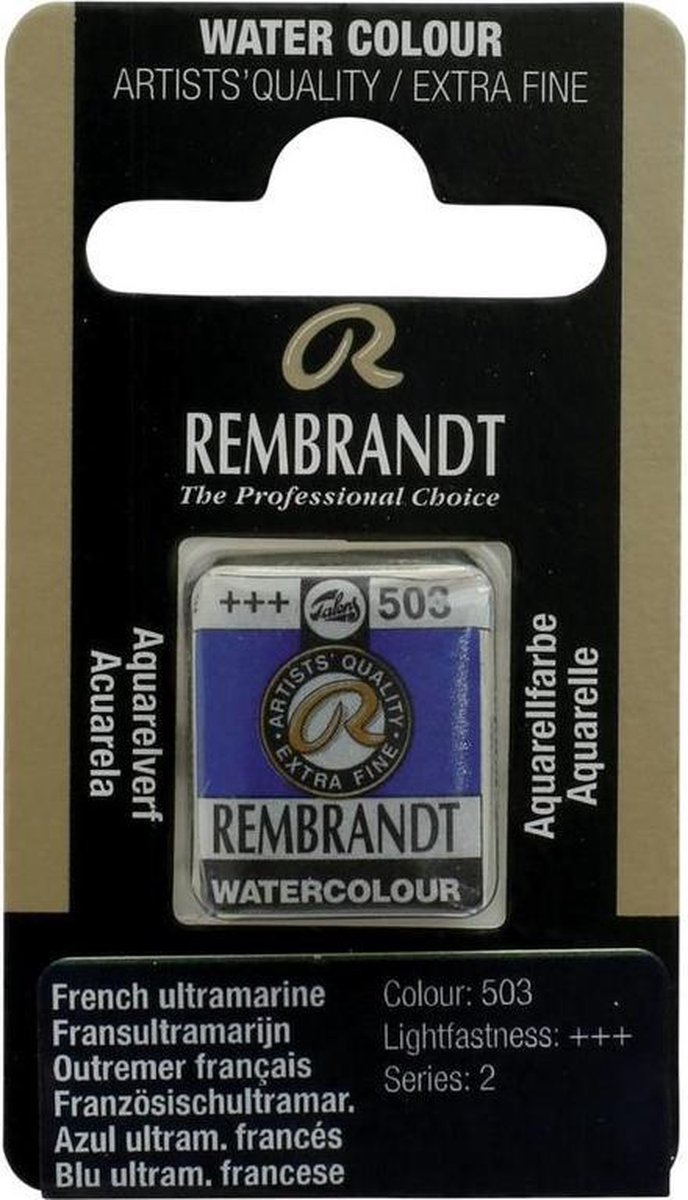 WATER COLOUR
ARTISTS' QUALITY / EXTRA FINE
R
REMBRANDT
The Professional Choice
+++ Talens 503
ARTISTS' QUALITY
R
EXTRA FINE
REMBRANDT
WATERCOLOUR
Aquarelverf
Acuarela
Aquarellfarbe
Aquarelle
French ultramarine
Fransultramarijn
Outremer français
Französischultramar.
Azul ultram. francés
Blu ultram. francese
Colour: 503
Lightfastness: +++
Series: 2